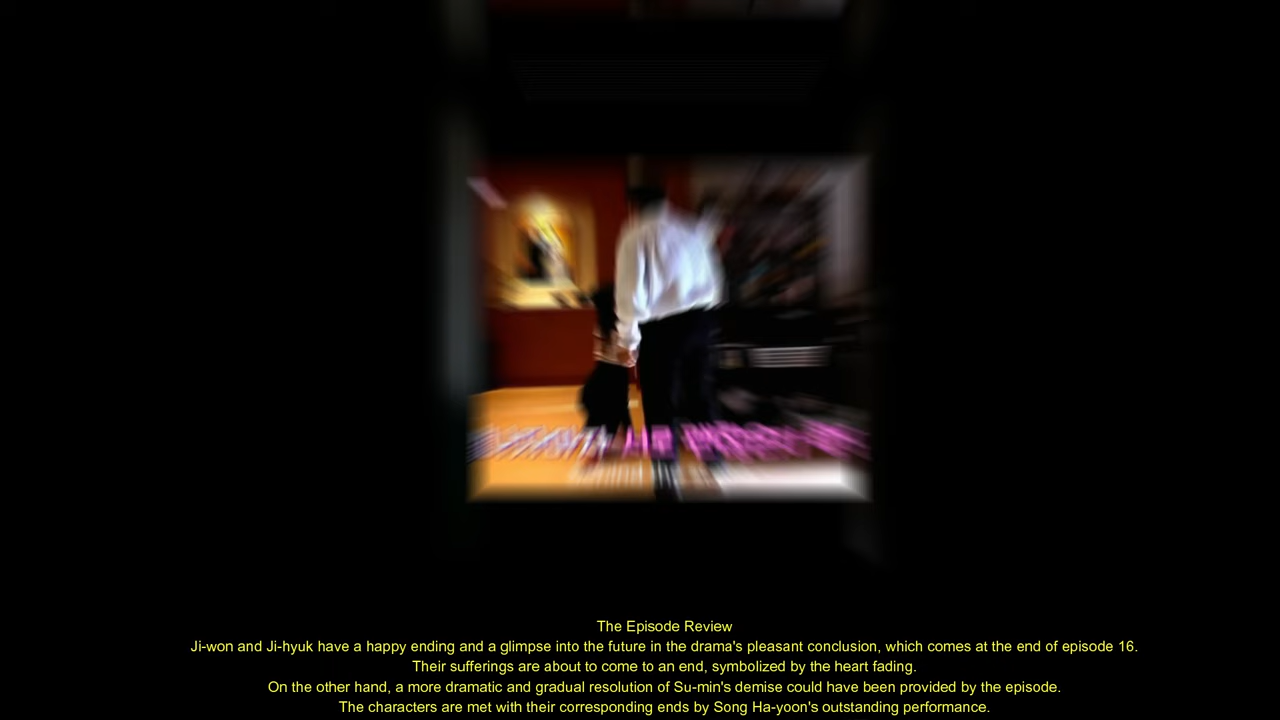 The Episode Review
Ji-won and Ji-hyuk have a happy ending and a glimpse into the future in the drama's pleasant conclusion, which comes at the end of episode 16.
Their sufferings are about to come to an end, symbolized by the heart fading.
On the other hand, a more dramatic and gradual resolution of Su-min's demise could have been provided by the episode.
The characters are met with their corresponding ends by Song Ha-yoon's outstanding performance.